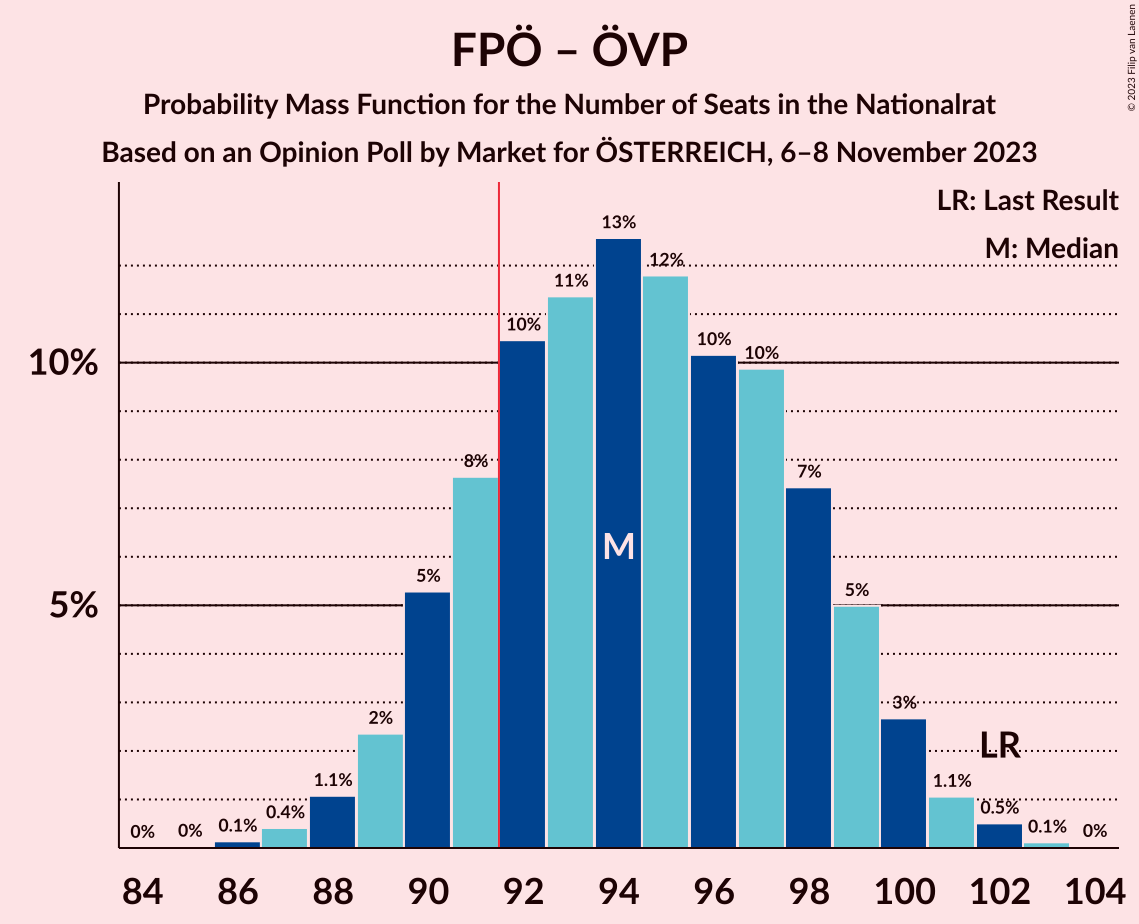 FPÖ – ÖVP
Probability Mass Function for the Number of Seats in the Nationalrat
Based on an Opinion Poll by Market for ÖSTERREICH, 6–8 November 2023
© 2023 Filip van Laenen
LR: Last Result
M: Median
10%
5%
0%
0%
0.1%
0.4%
1.1%
2%
5%
8%
10%
11%
13%
12%
10%
10%
7%
5%
3%
1.1%
0.5%
0.1%
0%
M
LR
84 86 88 90 92 94 96 98 100 102 104